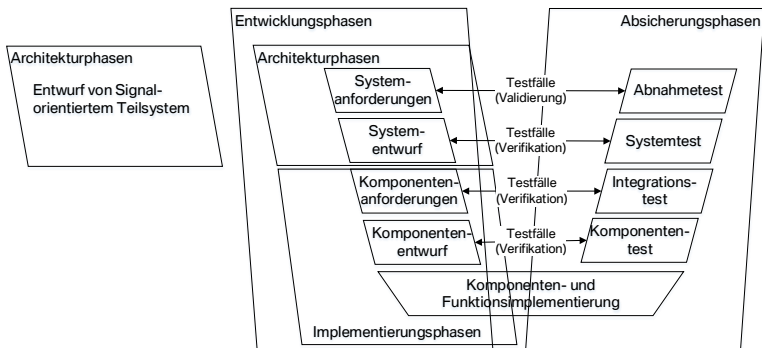 Entwicklungsphasen
Absicherungsphasen
Architekturphasen
Entwurf von Signal-
orientiertem Teilsystem
Architekturphasen
System-
anforderungen
Testfälle
(Validierung)
Abnahmetest
System-
entwurf
Testfälle
(Verifikation)
Systemtest
Komponenten-
anforderungen
Testfälle
(Verifikation)
Integrations-
test
Komponenten-
entwurf
Testfälle
(Verifikation)
Komponenten-
test
Komponenten- und
Funktionsimplementierung
Implementierungsphasen